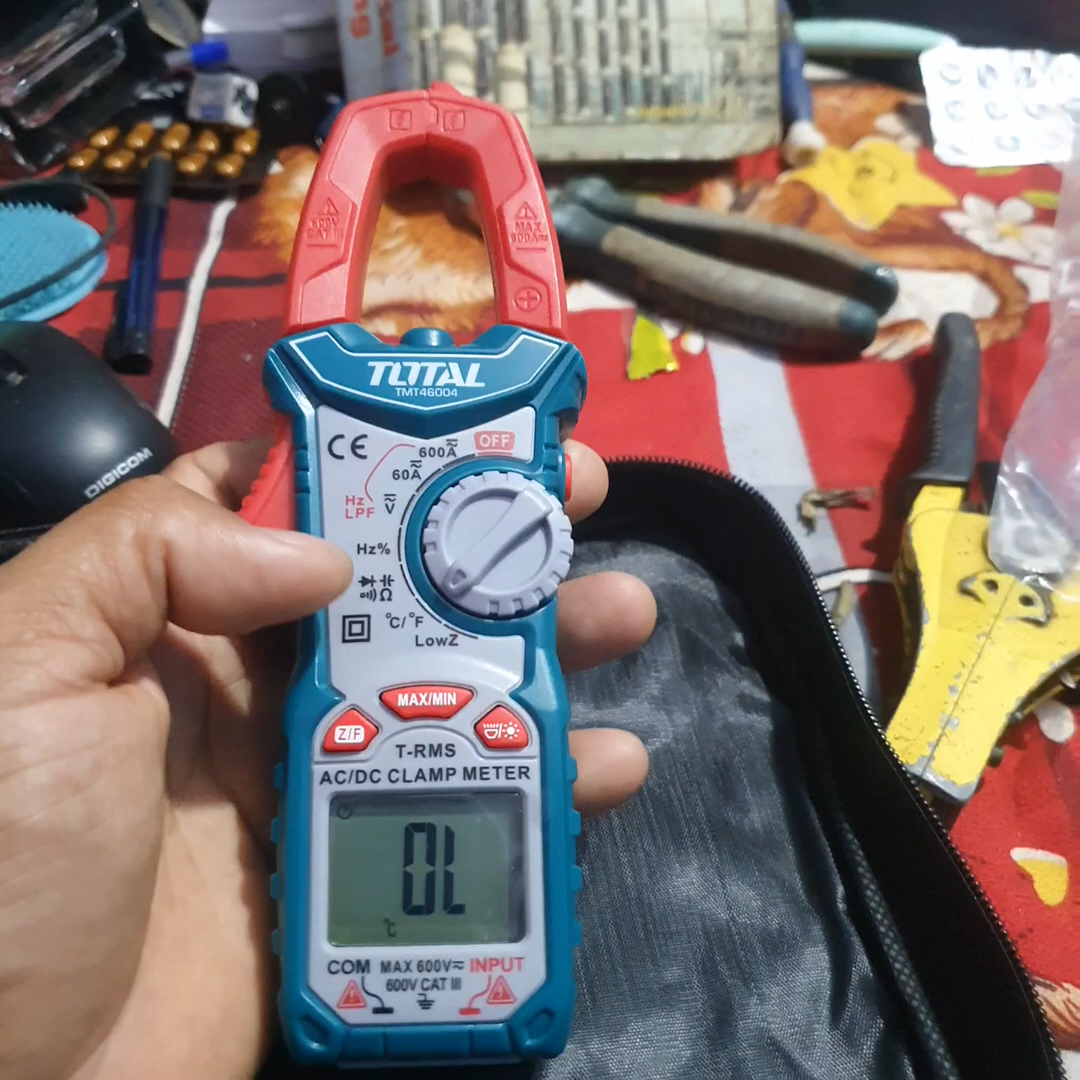 600V
CAT III
MAX
600A
TOTAL
TMT46004
CE
OFF
600A
60A
Hz
LPF
V
Hz%
Ω
°C/°F
LowZ
DIGICOM
MAX/MIN
Z/F
T-RMS
AC/DC CLAMP METER
OL
°C
COM MAX 600V INPUT
600V CAT III